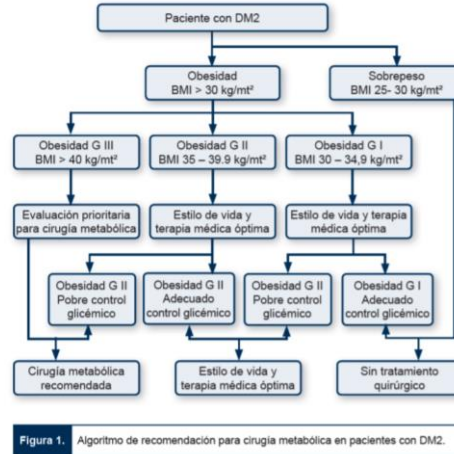 Paciente con DM2
Obesidad
BMI > 30 kg/mt²
Sobrepeso
BMI 25- 30 kg/mt²
Obesidad G III
BMI > 40 kg/mt²
Obesidad G II
BMI 35 – 39.9 kg/mt²
Obesidad G I
BMI 30 – 34,9 kg/mt²
Evaluación prioritaria
para cirugía metabólica
Estilo de vida y
terapia médica óptima
Estilo de vida y terapia
médica óptima
Obesidad G II
Pobre control
glicémico
Obesidad G II
Adecuado
control glicémico
Obesidad G II
Pobre control
glicémico
Obesidad G I
Adecuado
control glicémico
Cirugía metabólica
recomendada
Estilo de vida y
terapia médica óptima
Sin tratamiento
quirúrgico
Figura 1. Algoritmo de recomendación para cirugía metabólica en pacientes con DM2.